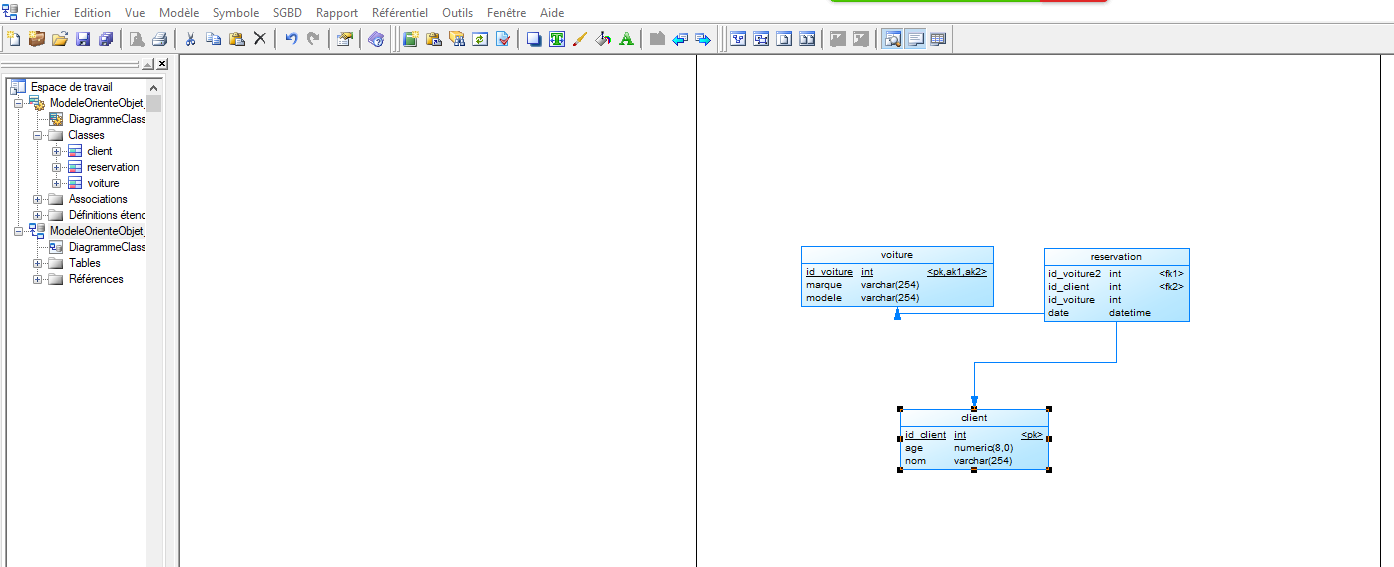 Fichier Edition Vue Modèle Symbole SGBD Rapport Référentiel Outils Fenêtre Aide
Espace de travail
ModeleOrienteObjet_
DiagrammeClass
Classes
client
reservation
voiture
Associations
Définitions étend
ModeleOrienteObjet_
DiagrammeClass
Tables
Références
voiture
id_voiture int <pk,ak1,ak2>
marque varchar(254)
modele varchar(254)
reservation
id_voiture2 int <fk1>
id_client int <fk2>
id_voiture int
date datetime
client
id_client int <pk>
age numeric(8,0)
nom varchar(254)